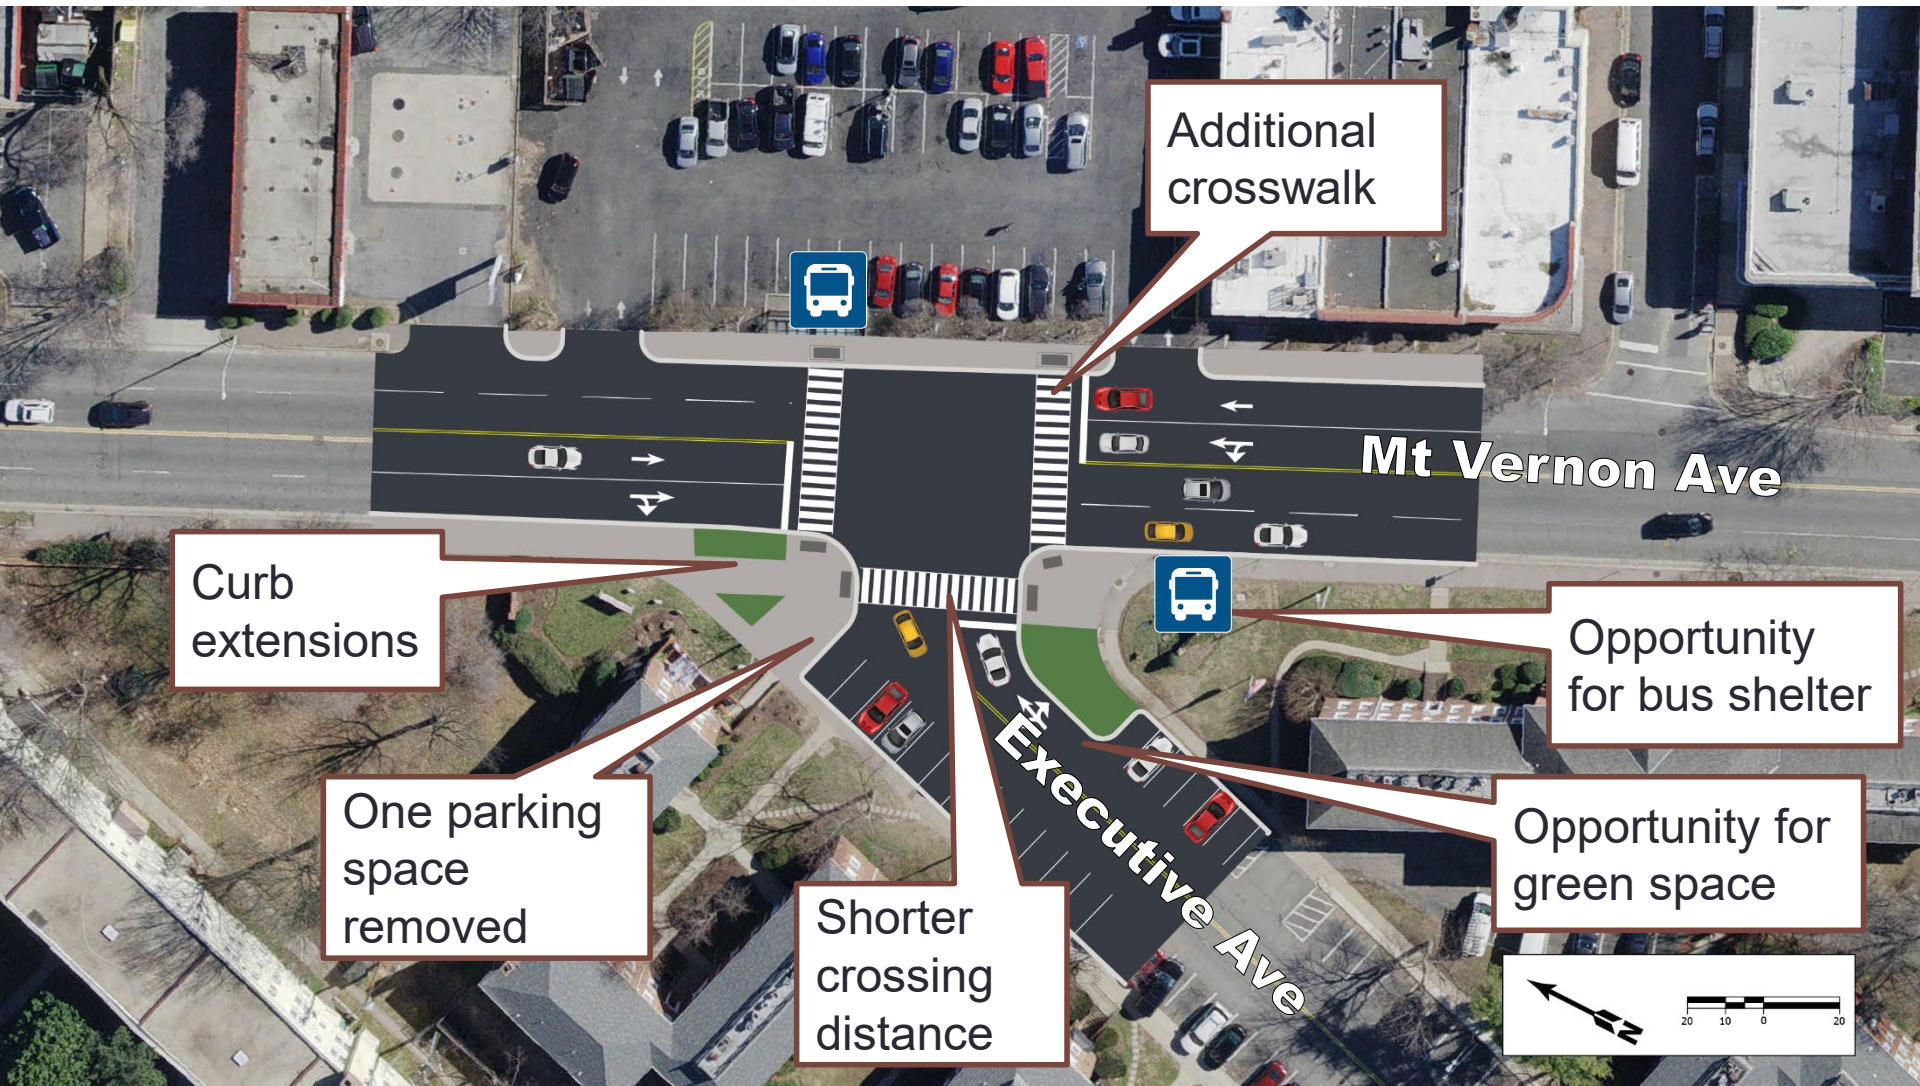 Additional
crosswalk
Mt Vernon Ave
Curb
extensions
Opportunity
for bus shelter
One parking
space
removed
Executive Ave
Shorter
crossing
distance
Opportunity for
green space
N
20 10 0 20